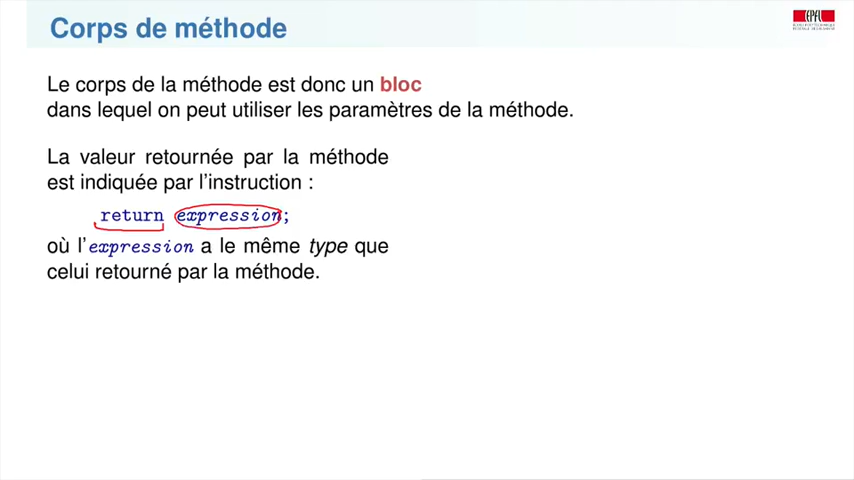 Corps de méthode
EPFL
Le corps de la méthode est donc un bloc
dans lequel on peut utiliser les paramètres de la méthode.
La valeur retournée par la méthode
est indiquée par l'instruction :
return expression;
où l'expression a le même type que
celui retourné par la méthode.